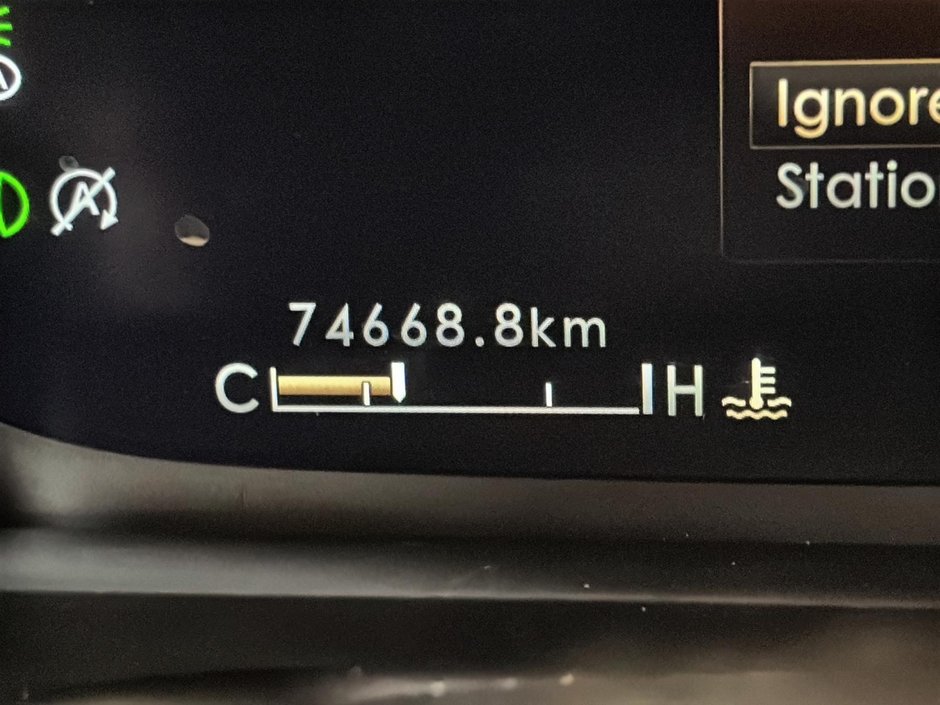 Ignore
Statio
74668.8km
C H